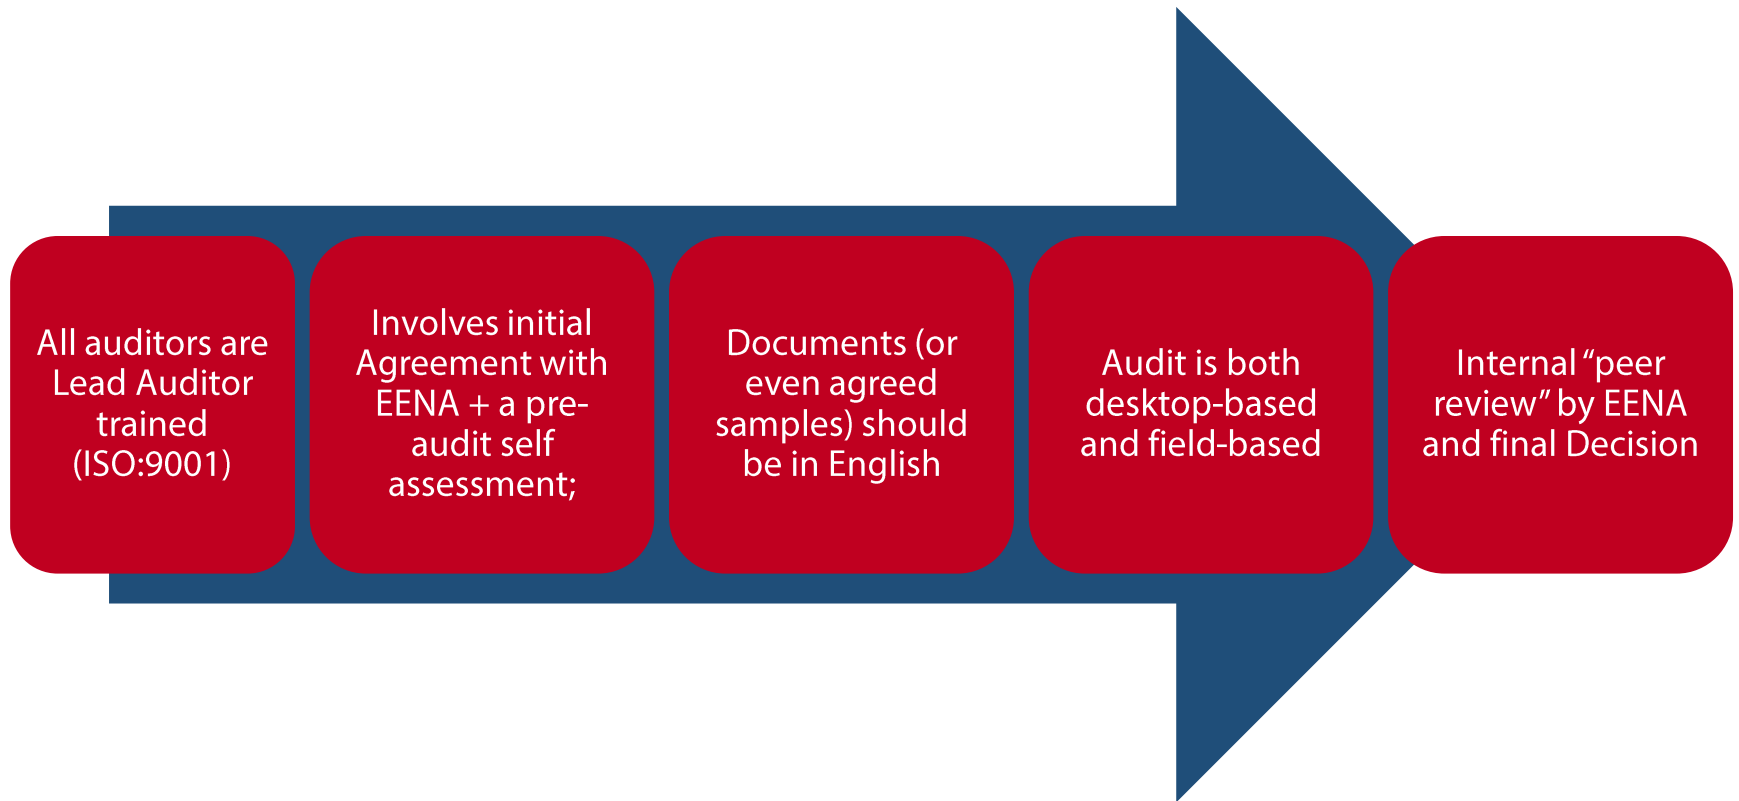 All auditors are
Lead Auditor
trained
(ISO:9001)
Involves initial
Agreement with
EENA + a pre-
audit self
assessment;
Documents (or
even agreed
samples) should
be in English
Audit is both
desktop-based
and field-based
Internal “peer
review” by EENA
and final Decision